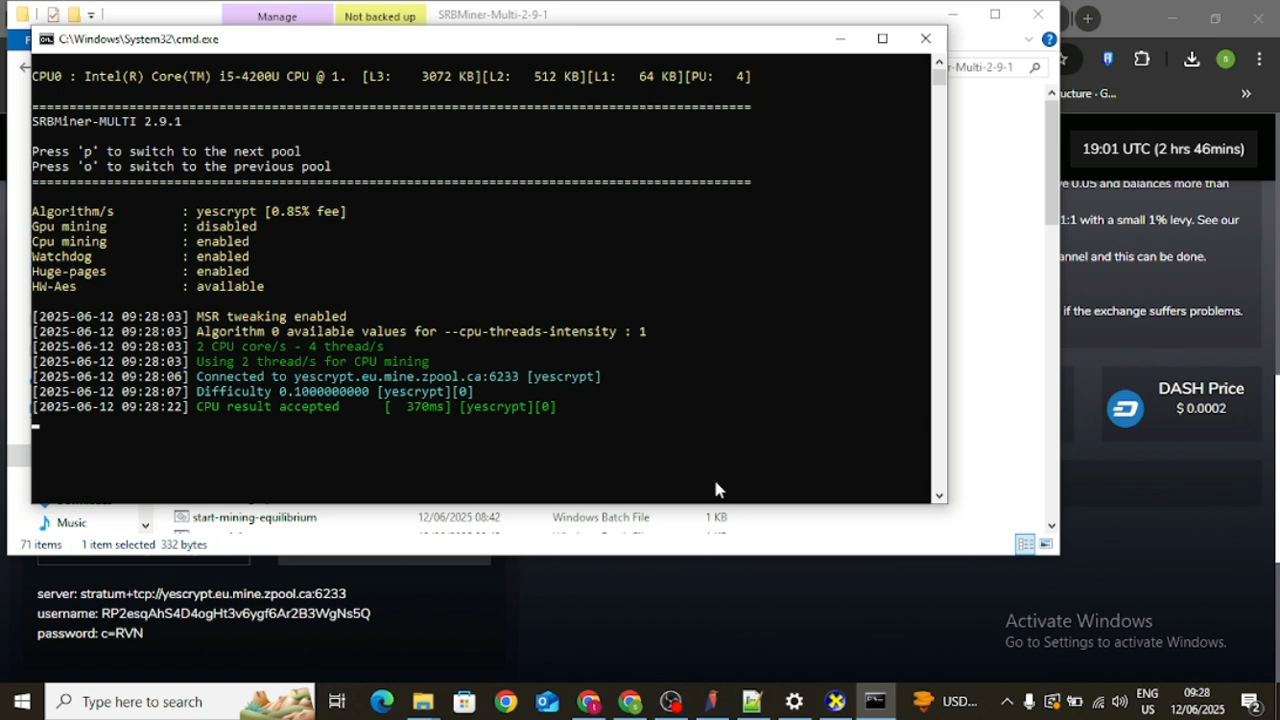 Manage
Not backed up
SRBMiner-Multi-2-9-1
C:\Windows\System32\cmd.exe
r-Multi-2-9-1
ucture - G...
CPU0 : Intel(R) Core(TM) i5-4200U CPU @ 1.  [L3:    3072 KB][L2:   512 KB][L1:   64 KB][PU:   4]
SRBMiner-MULTI 2.9.1
Press 'p' to switch to the next pool
Press 'o' to switch to the previous pool
19:01 UTC (2 hrs 46mins)
0.05 and balances more than
1:1 with a small 1% levy. See our
annel and this can be done.
if the exchange suffers problems.
Algorithm/s         : yescrypt [0.85% fee]
Gpu mining          : disabled
Cpu mining          : enabled
Watchdog            : enabled
Huge-pages          : enabled
HW-Aes              : available
[2025-06-12 09:28:03] MSR tweaking enabled
[2025-06-12 09:28:03] Algorithm 0 available values for --cpu-threads-intensity : 1
[2025-06-12 09:28:03] 2 CPU core/s - 4 thread/s
[2025-06-12 09:28:03] Using 2 thread/s for CPU mining
[2025-06-12 09:28:06] Connected to yescrypt.eu.mine.zpool.ca:6233 [yescrypt]
[2025-06-12 09:28:07] Difficulty 0.1000000000 [yescrypt][0]
[2025-06-12 09:28:22] CPU result accepted     [  370ms] [yescrypt][0]
DASH Price
$ 0.0002
Music
start-mining-equilibrium 12/06/2025 08:42 Windows Batch File 1 KB
71 items 1 item selected 332 bytes
server: stratum+tcp://yescrypt.eu.mine.zpool.ca:6233
username: RP2esqAhS4D4ogHt3v6ygf6Ar2B3WgNs5Q
password: c=RVN
Activate Windows
Go to Settings to activate Windows.
Type here to search
USD...
ENG
US
09:28
12/06/2025
2